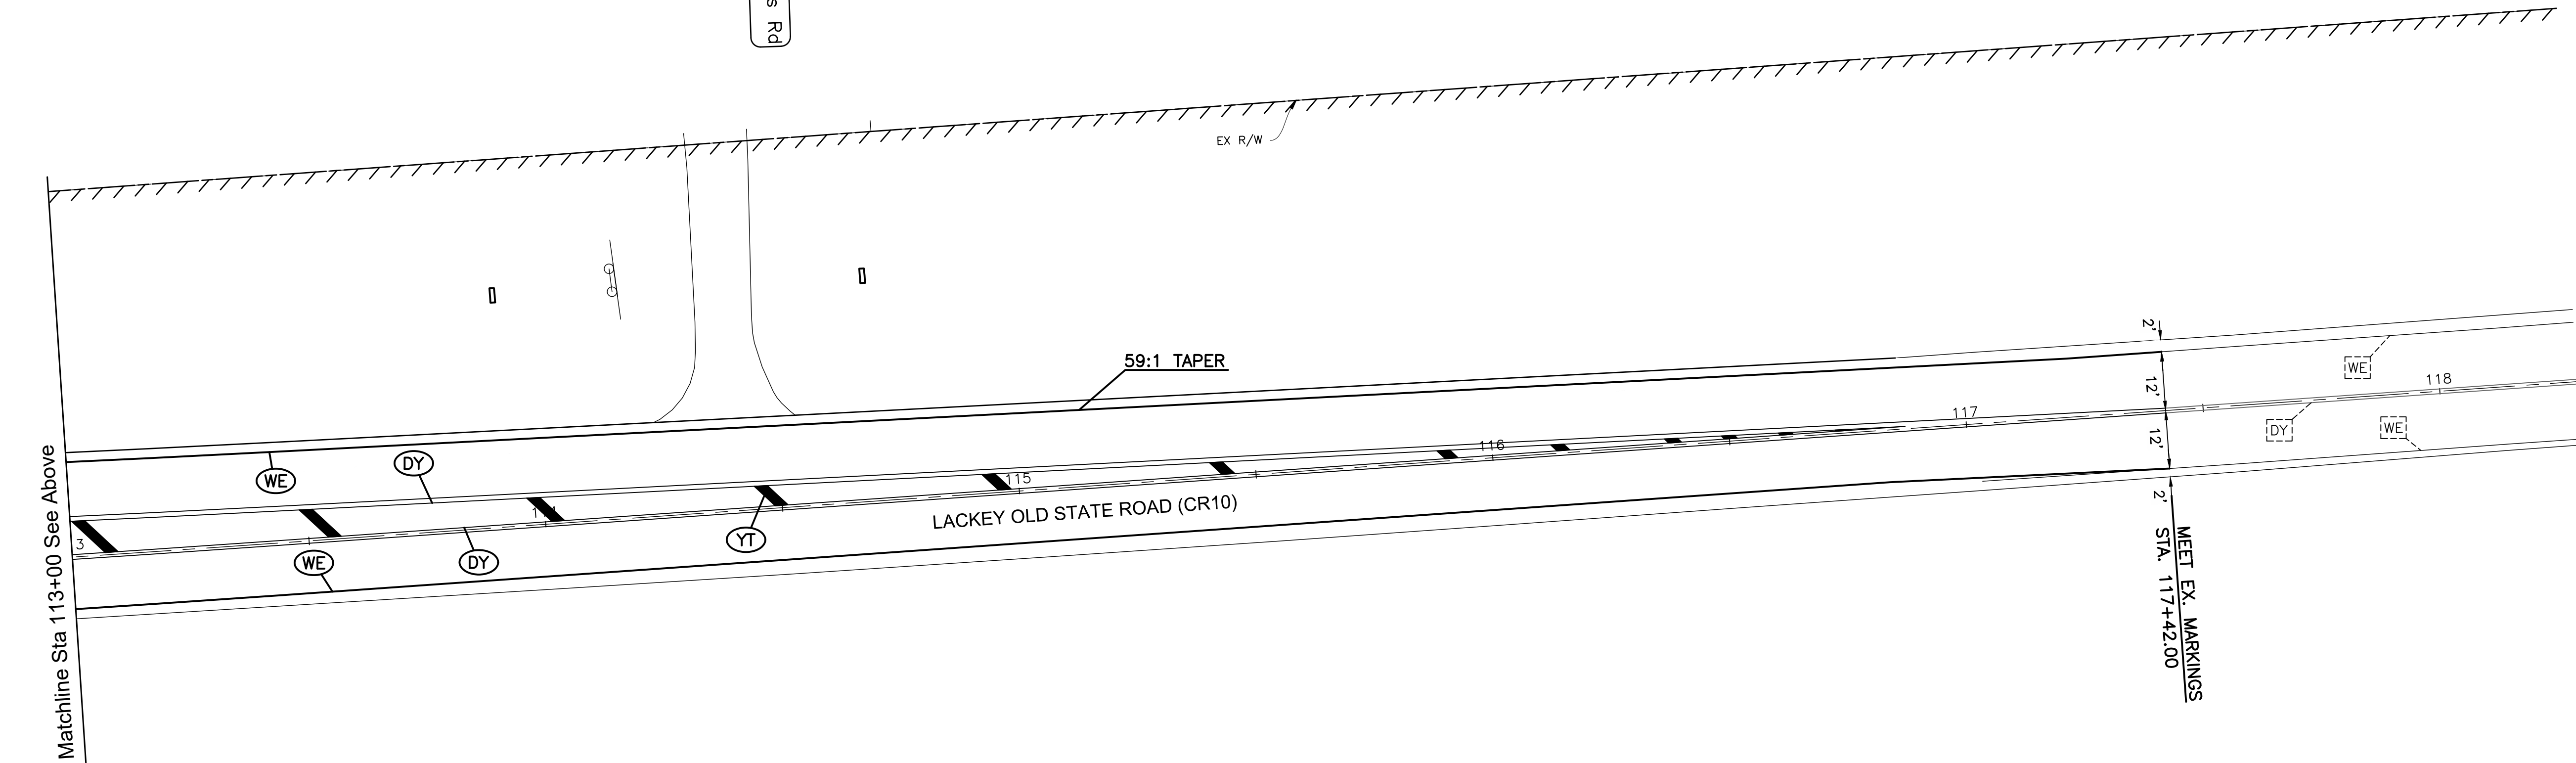 s Rd
EX R/W
59:1 TAPER
2'
12'
12'
2'
WE
DY
WE
118
117
116
115
114
3
WE
DY
WE
DY
YT
LACKEY OLD STATE ROAD (CR10)
MEET EX. MARKINGS
STA. 117+42.00
Matchline Sta 113+00 See Above